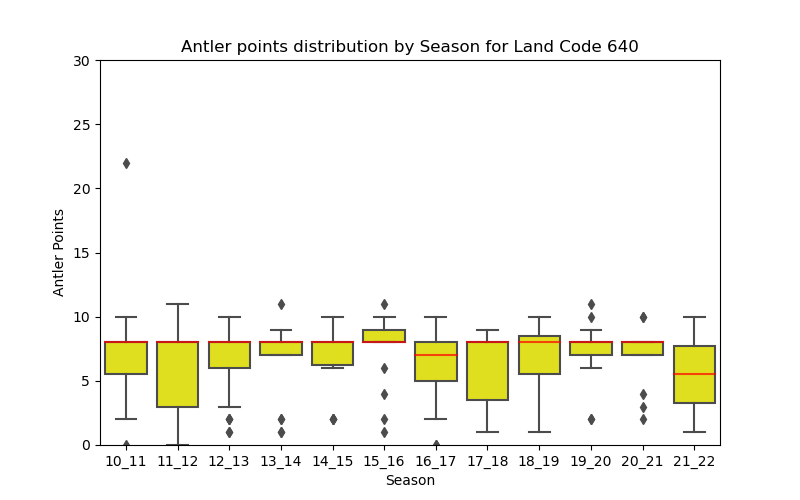 Antler points distribution by Season for Land Code 640
30
25
20
15
10
5
0
Antler Points
10_11 11_12 12_13 13_14 14_15 15_16 16_17 17_18 18_19 19_20 20_21 21_22
Season